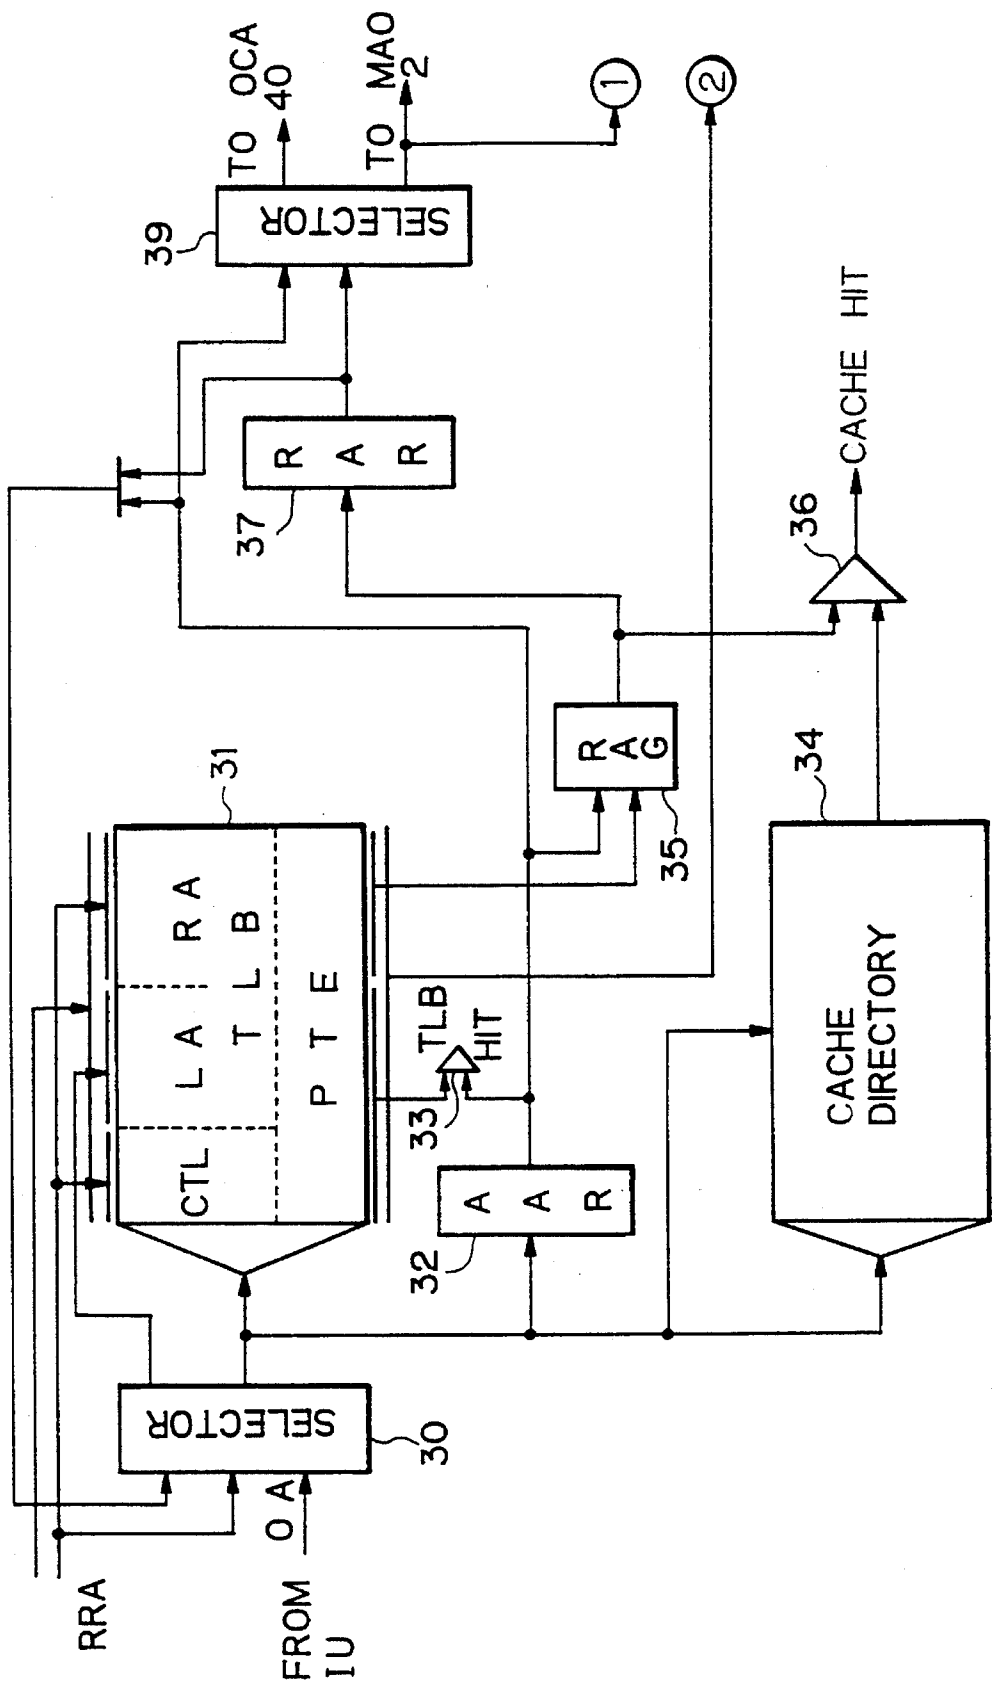 RRA
FROM
IU
O A
SELECTOR
30
CTL
L A
R A
T L B
P T E
31
A A R
32
33
TLB
HIT
R A G
35
R A R
37
SELECTOR
39
TO OCA
40
TO MAO
2
1
2
CACHE
DIRECTORY
34
36
CACHE HIT